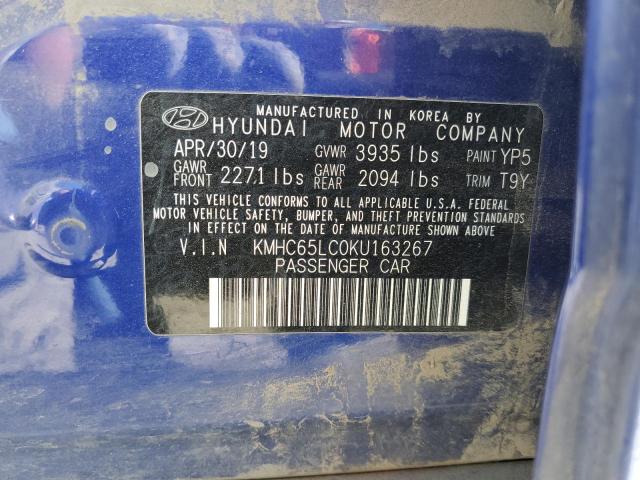 MANUFACTURED IN KOREA BY
HYUNDAI MOTOR COMPANY
APR/30/19 GVWR 3935 lbs PAINT YP5
GAWR FRONT 2271 lbs GAWR REAR 2094 lbs TRIM T9Y
THIS VEHICLE CONFORMS TO ALL APPLICABLE U.S.A. FEDERAL
MOTOR VEHICLE SAFETY, BUMPER, AND THEFT PREVENTION STANDARDS
IN EFFECT ON THE DATE OF MANUFACTURE SHOWN ABOVE
V.I.N KMHC65LC0KU163267
PASSENGER CAR